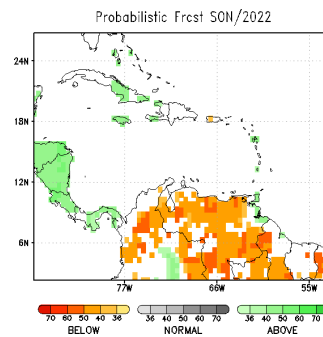 Probabilistic Frcst SON/2022
24N
18N
12N
6N
77W 66W 55W
70 60 50 40 36 36 40 50 60 70 36 40 50 60 70
BELOW NORMAL ABOVE